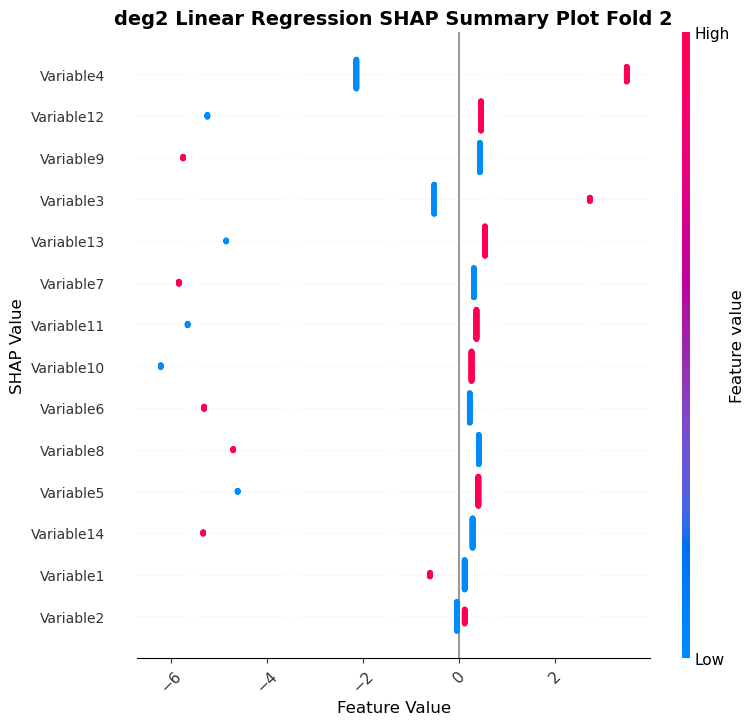 deg2 Linear Regression SHAP Summary Plot Fold 2
High
Variable4
Variable12
Variable9
Variable3
Variable13
Variable7
Variable11
Variable10
Variable6
Variable8
Variable5
Variable14
Variable1
Variable2
SHAP Value
Feature value
Low
−6
−4
−2
0
2
Feature Value